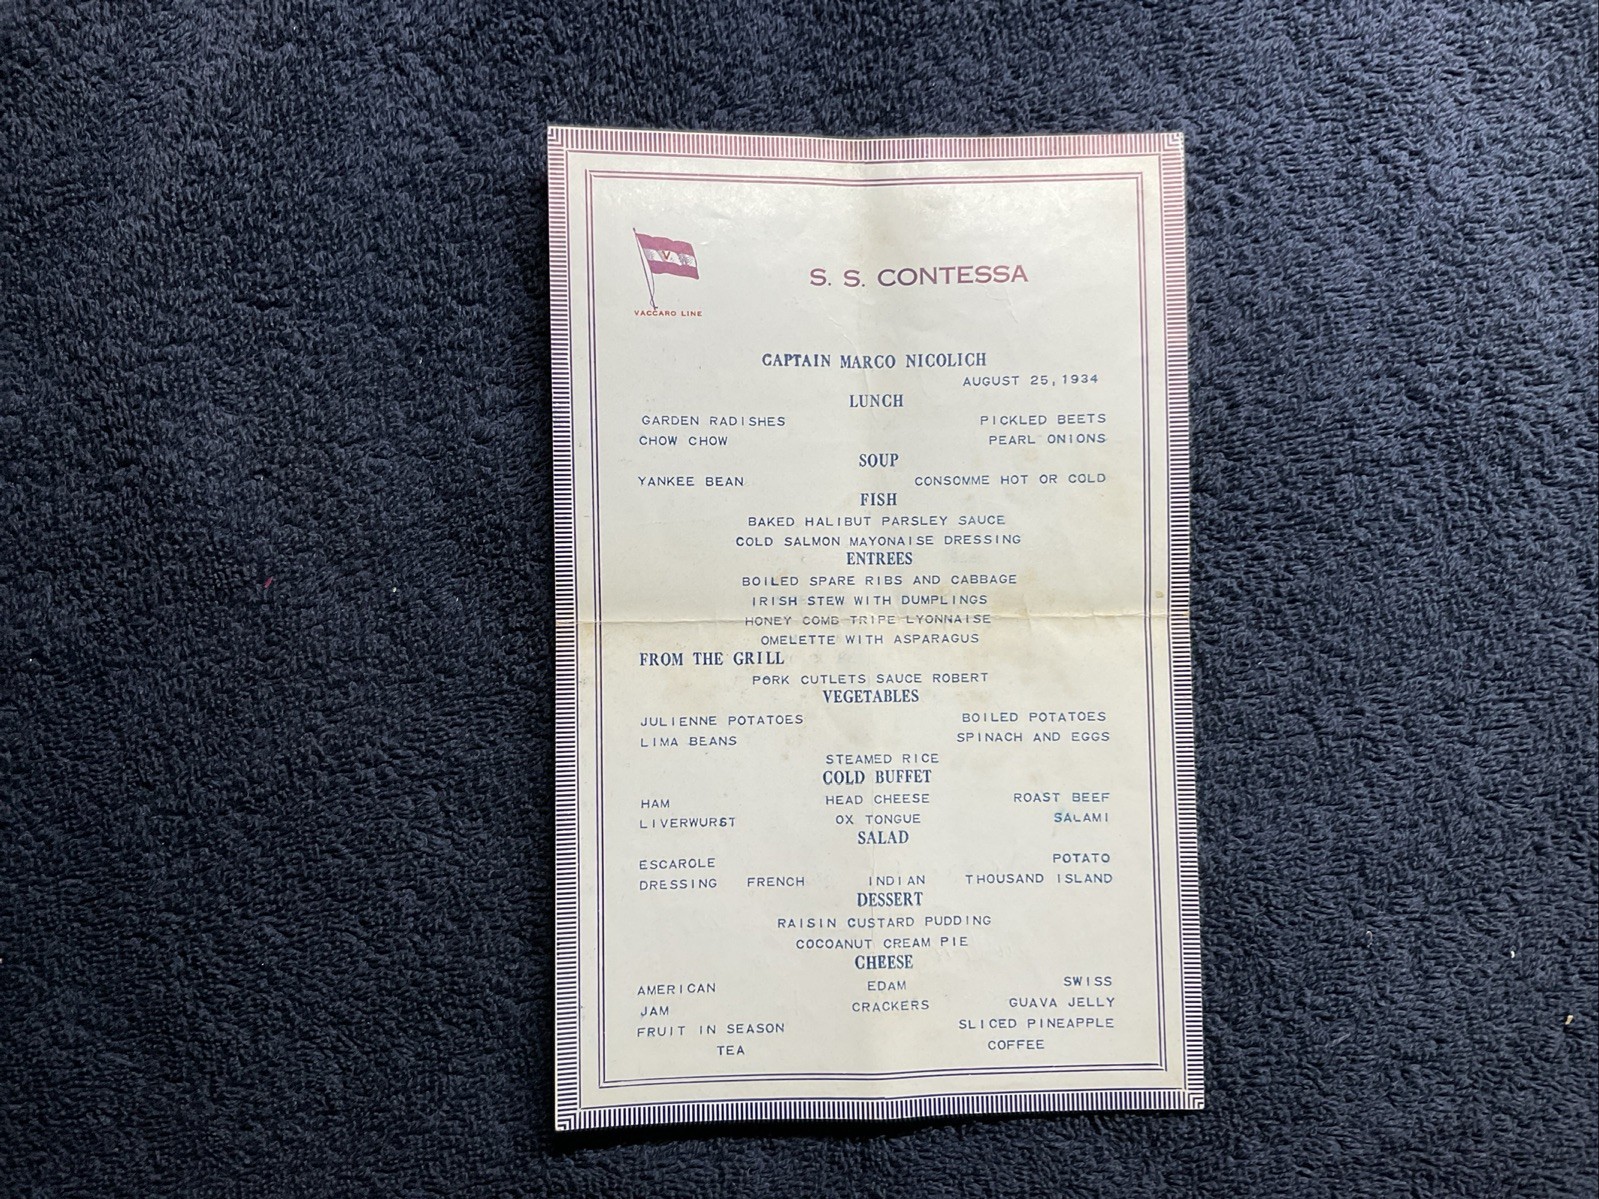 V
VACCARO LINE
S. S. CONTESSA
CAPTAIN MARCO NICOLICH
AUGUST 25, 1934
LUNCH
GARDEN RADISHES PICKLED BEETS
CHOW CHOW PEARL ONIONS
SOUP
YANKEE BEAN CONSOMME HOT OR COLD
FISH
BAKED HALIBUT PARSLEY SAUCE
COLD SALMON MAYONAISE DRESSING
ENTREES
BOILED SPARE RIBS AND CABBAGE
IRISH STEW WITH DUMPLINGS
HONEY COMB TRIPE LYONNAISE
OMELETTE WITH ASPARAGUS
FROM THE GRILL
PORK CUTLETS SAUCE ROBERT
VEGETABLES
JULIENNE POTATOES BOILED POTATOES
LIMA BEANS SPINACH AND EGGS
STEAMED RICE
COLD BUFFET
HAM HEAD CHEESE ROAST BEEF
LIVERWURST OX TONGUE SALAMI
SALAD
ESCAROLE POTATO
DRESSING FRENCH INDIAN THOUSAND ISLAND
DESSERT
RAISIN CUSTARD PUDDING
COCOANUT CREAM PIE
CHEESE
AMERICAN EDAM SWISS
JAM CRACKERS GUAVA JELLY
FRUIT IN SEASON SLICED PINEAPPLE
TEA COFFEE